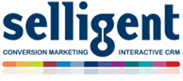 selligent
CONVERSION MARKETING INTERACTIVE CRM